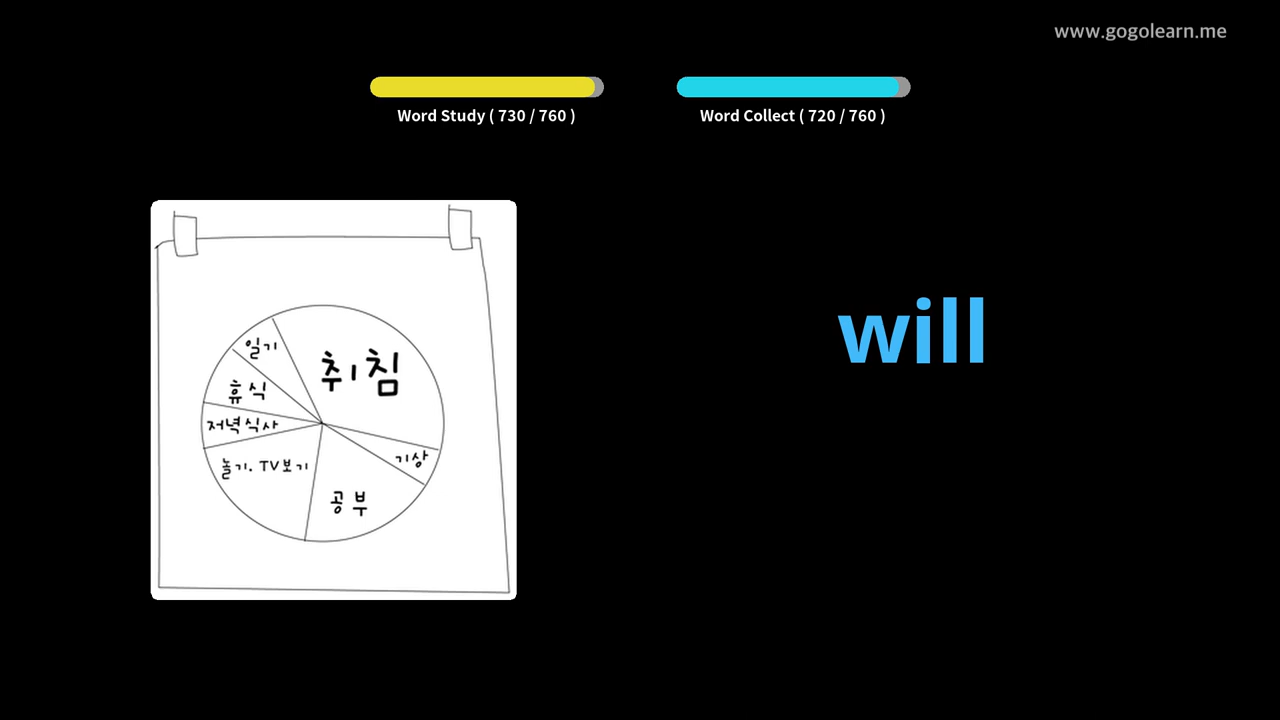 www.gogolearn.me
Word Study ( 730 / 760 )
Word Collect ( 720 / 760 )
will
일기
취침
휴식
저녁식사
놀기. TV보기
기상
공부